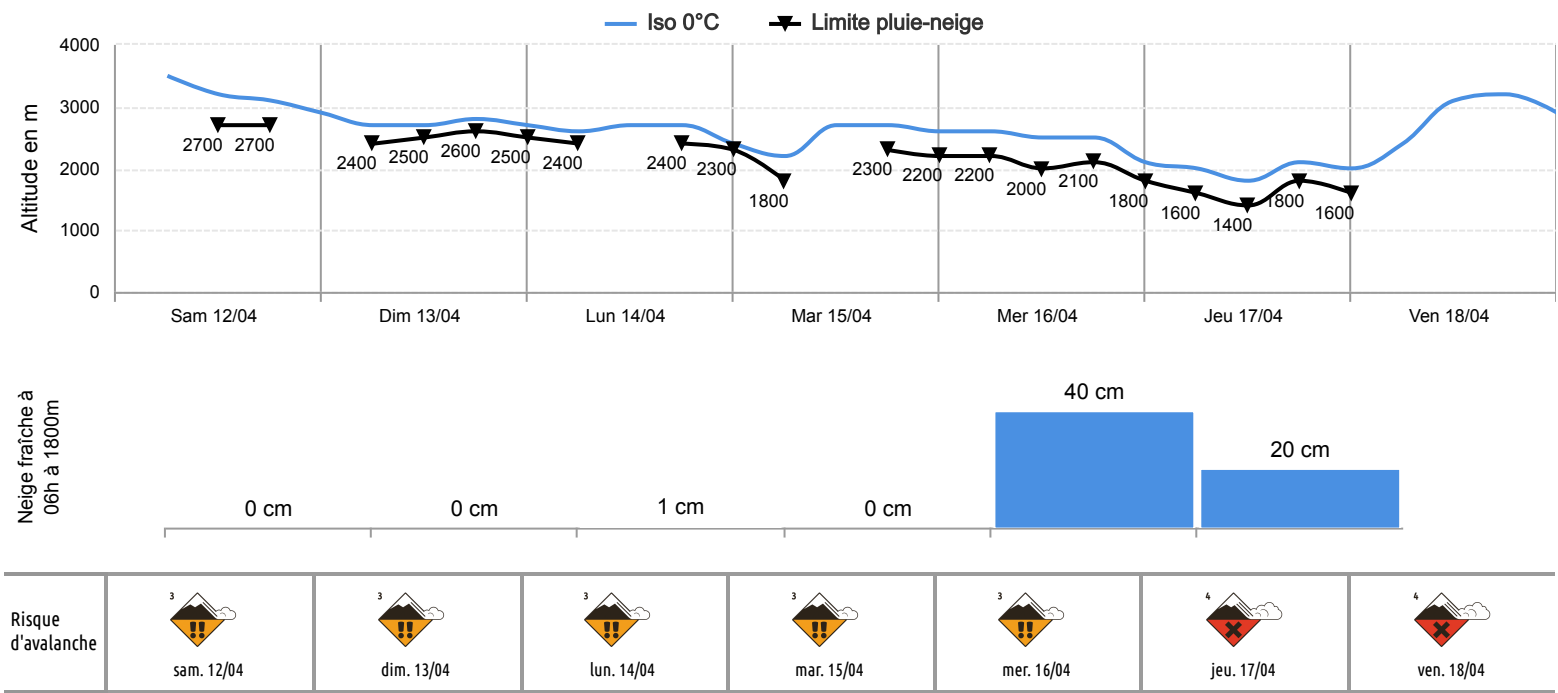 Iso 0°C Limite pluie-neige
Altitude en m
4000
3000
2000
1000
0
2700 2700 2400 2500 2600 2500 2400 2400 2300 1800 2300 2200 2200 2000 2100 1800 1600 1400 1800 1600
Sam 12/04 Dim 13/04 Lun 14/04 Mar 15/04 Mer 16/04 Jeu 17/04 Ven 18/04
Neige fraîche à
06h à 1800m
0 cm 0 cm 1 cm 0 cm 40 cm 20 cm
Risque
d'avalanche
3 3 3 3 3 4 4
!! !! !! !! !!
sam. 12/04 dim. 13/04 lun. 14/04 mar. 15/04 mer. 16/04 jeu. 17/04 ven. 18/04